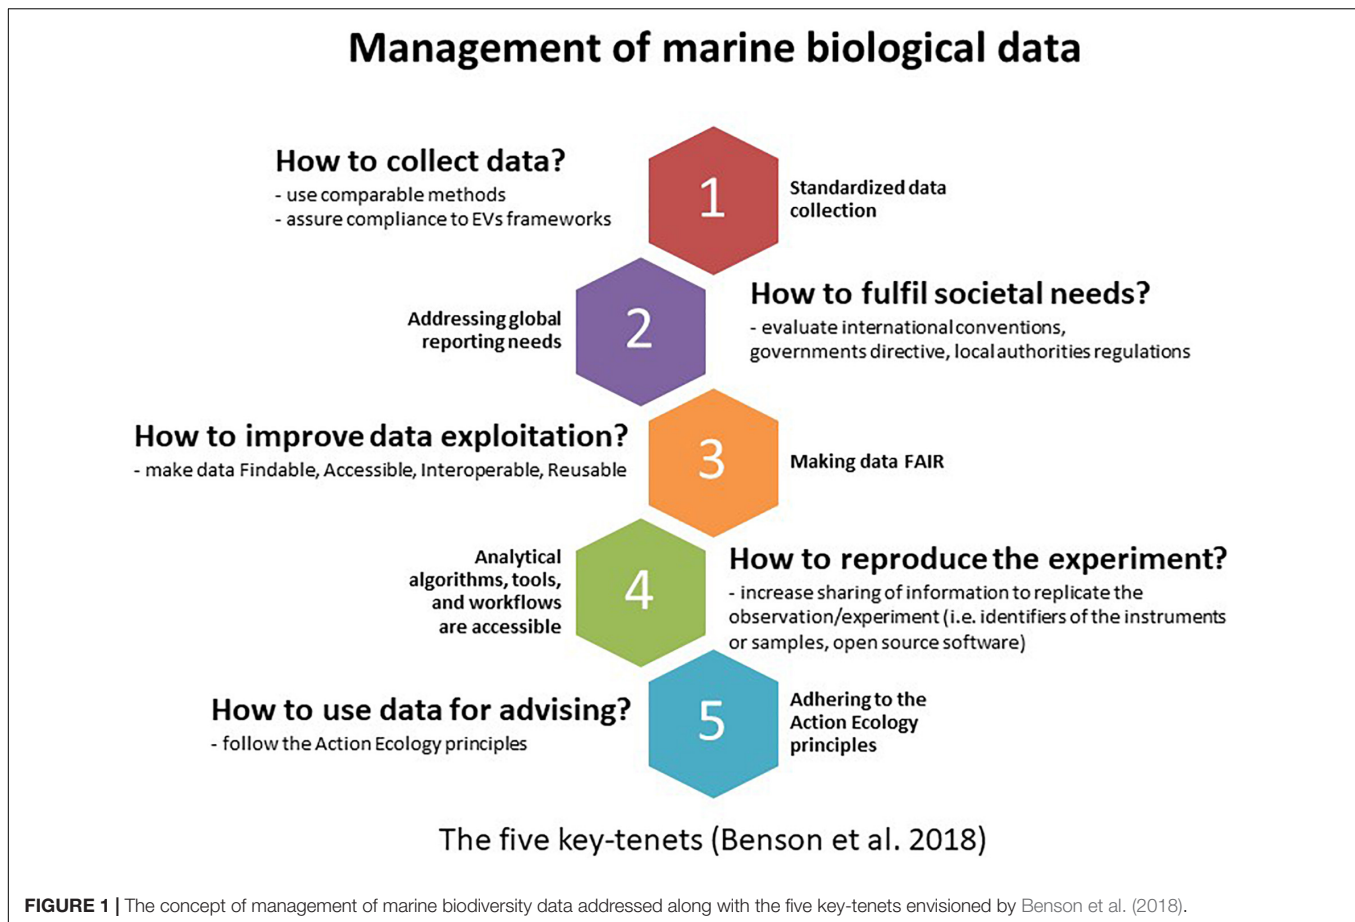 Management of marine biological data
How to collect data?
- use comparable methods
- assure compliance to EVs frameworks
1
Standardized data
collection
Addressing global
reporting needs
2
How to fulfil societal needs?
- evaluate international conventions,
governments directive, local authorities regulations
How to improve data exploitation?
- make data Findable, Accessible, Interoperable, Reusable
3
Making data FAIR
Analytical
algorithms, tools,
and workflows
are accessible
4
How to reproduce the experiment?
- increase sharing of information to replicate the
observation/experiment (i.e. identifiers of the instruments
or samples, open source software)
How to use data for advising?
- follow the Action Ecology principles
5
Adhering to the
Action Ecology
principles
The five key-tenets (Benson et al. 2018)
FIGURE 1 | The concept of management of marine biodiversity data addressed along with the five key-tenets envisioned by Benson et al. (2018).